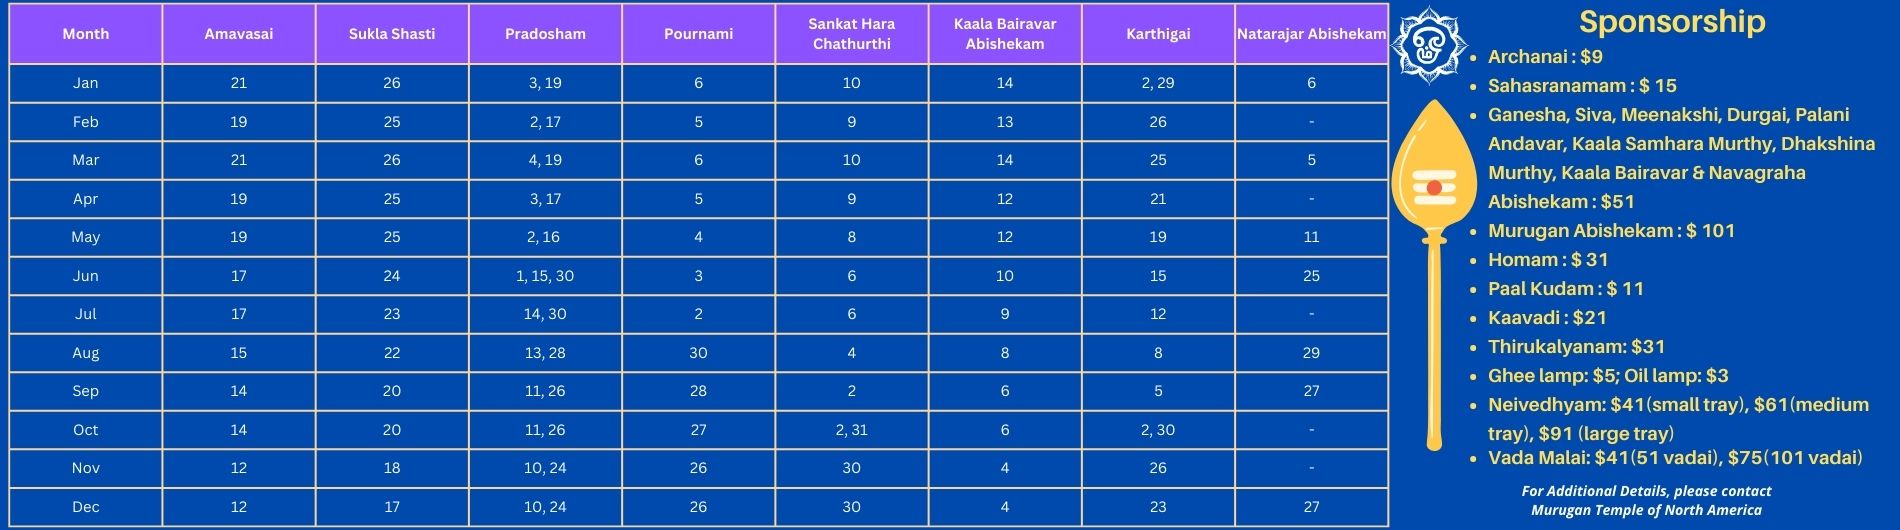 Month Amavasai Sukla Shasti Pradosham Pournami Sankat Hara Chathurthi Kaala Bairavar Abishekam Karthigai Natarajar Abishekam
Jan 21 26 3, 19 6 10 14 2, 29 6
Feb 19 25 2, 17 5 9 13 26 -
Mar 21 26 4, 19 6 10 14 25 5
Apr 19 25 3, 17 5 9 12 21 -
May 19 25 2, 16 4 8 12 19 11
Jun 17 24 1, 15, 30 3 6 10 15 25
Jul 17 23 14, 30 2 6 9 12 -
Aug 15 22 13, 28 30 4 8 8 29
Sep 14 20 11, 26 28 2 6 5 27
Oct 14 20 11, 26 27 2, 31 6 2, 30 -
Nov 12 18 10, 24 26 30 4 26 -
Dec 12 17 10, 24 26 30 4 23 27
ஓம்
Sponsorship
• Archanai : $9
• Sahasranamam : $ 15
• Ganesha, Siva, Meenakshi, Durgai, Palani
Andavar, Kaala Samhara Murthy, Dhakshina
Murthy, Kaala Bairavar & Navagraha
Abishekam : $51
• Murugan Abishekam : $ 101
• Homam : $ 31
• Paal Kudam : $ 11
• Kaavadi : $21
• Thirukalyanam: $31
• Ghee lamp: $5; Oil lamp: $3
• Neivedhyam: $41(small tray), $61(medium
tray), $91 (large tray)
• Vada Malai: $41(51 vadai), $75(101 vadai)
For Additional Details, please contact
Murugan Temple of North America